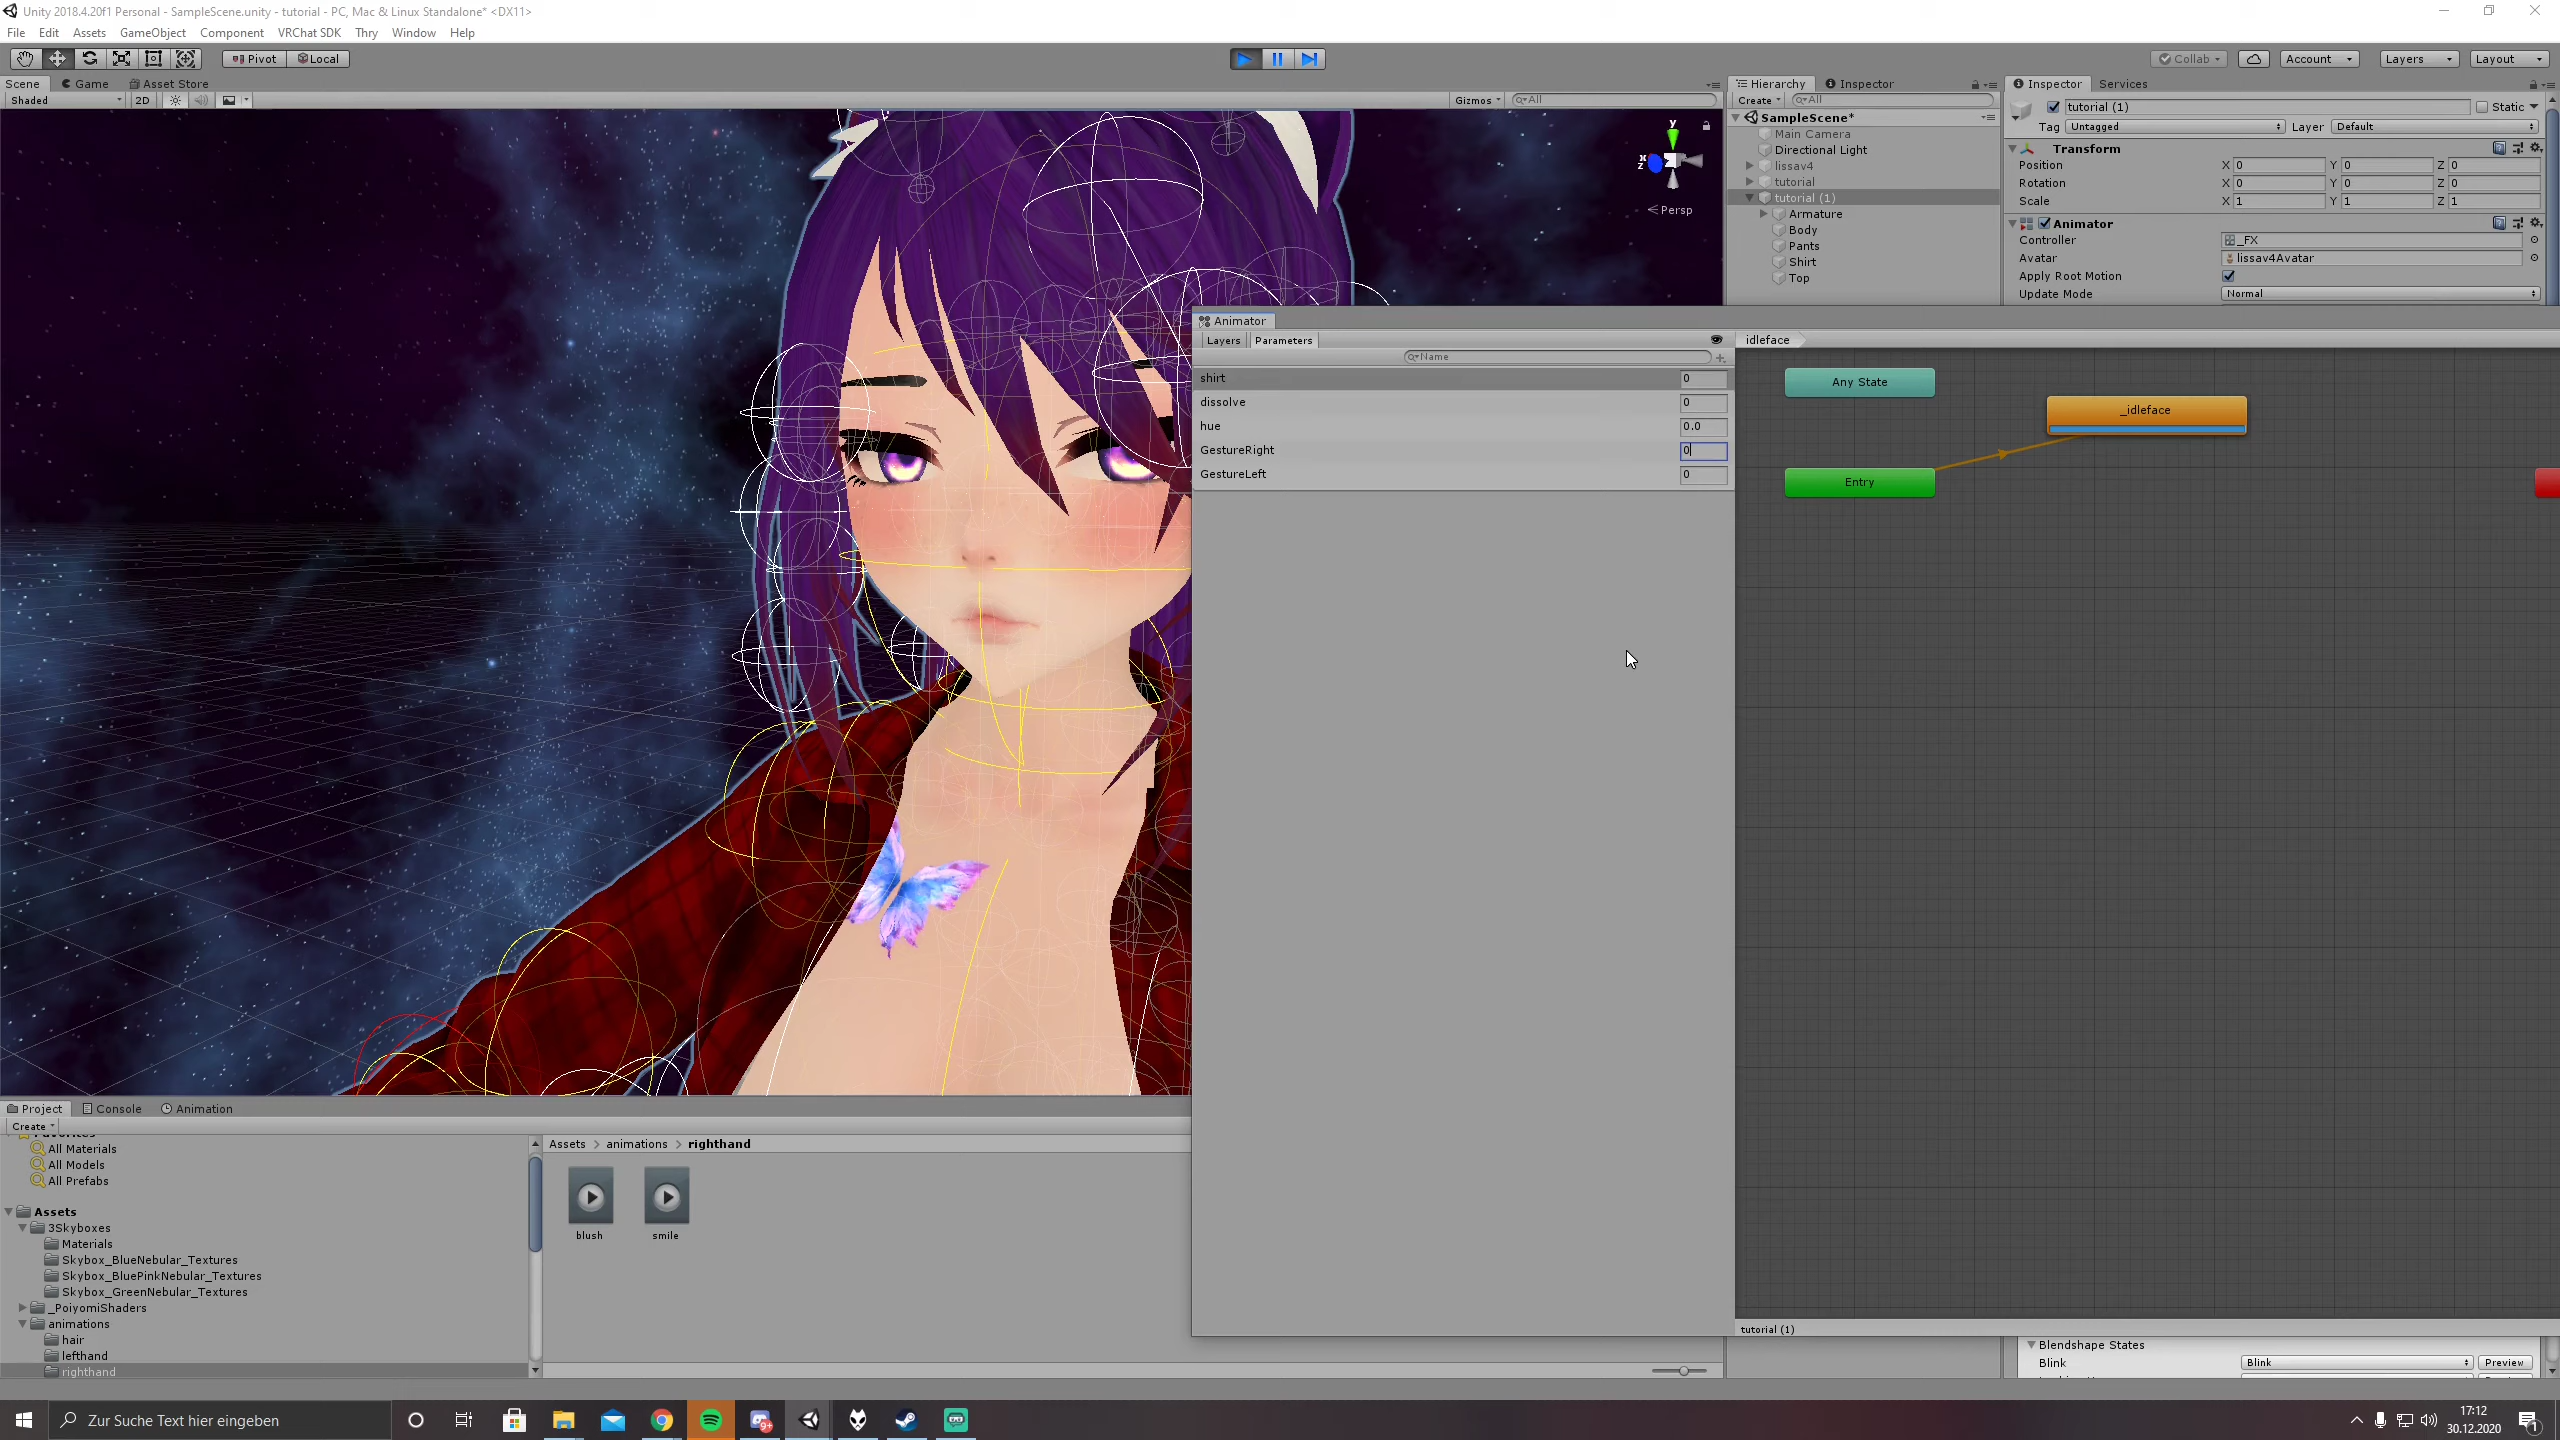 Unity 2018.4.20f1 Personal - SampleScene.unity - tutorial - PC, Mac & Linux Standalone* <DX11>
File Edit Assets GameObject Component VRChat SDK Thry Window Help
Pivot Local Collab Account Layers Layout
Scene Game Asset Store Hierarchy Inspector Inspector Services
Shaded 2D Gizmos All Create All
tutorial (1) Static
SampleScene*
Tag Untagged Layer Default
Main Camera
Directional Light
lissav4
tutorial
tutorial (1)
Armature
Body
Pants
Shirt
Top
y
x
z
Persp
Transform
Position X 0 Y 0 Z 0
Rotation X 0 Y 0 Z 0
Scale X 1 Y 1 Z 1
Animator
Controller _FX
Avatar lissav4Avatar
Apply Root Motion
Update Mode Normal
Animator
Layers Parameters idleface
Name
shirt 0
dissolve 0
hue 0.0
GestureRight 0
GestureLeft 0
Any State
_idleface
Entry
tutorial (1)
Blendshape States
Blink Blink Preview
Project Console Animation
Create
Favorites
All Materials
All Models
All Prefabs
Assets
3Skyboxes
Materials
Skybox_BlueNebular_Textures
Skybox_BluePinkNebular_Textures
Skybox_GreenNebular_Textures
_PoiyomiShaders
animations
hair
lefthand
righthand
Assets > animations > righthand
blush smile
Zur Suche Text hier eingeben
9+
17:12
30.12.2020
1